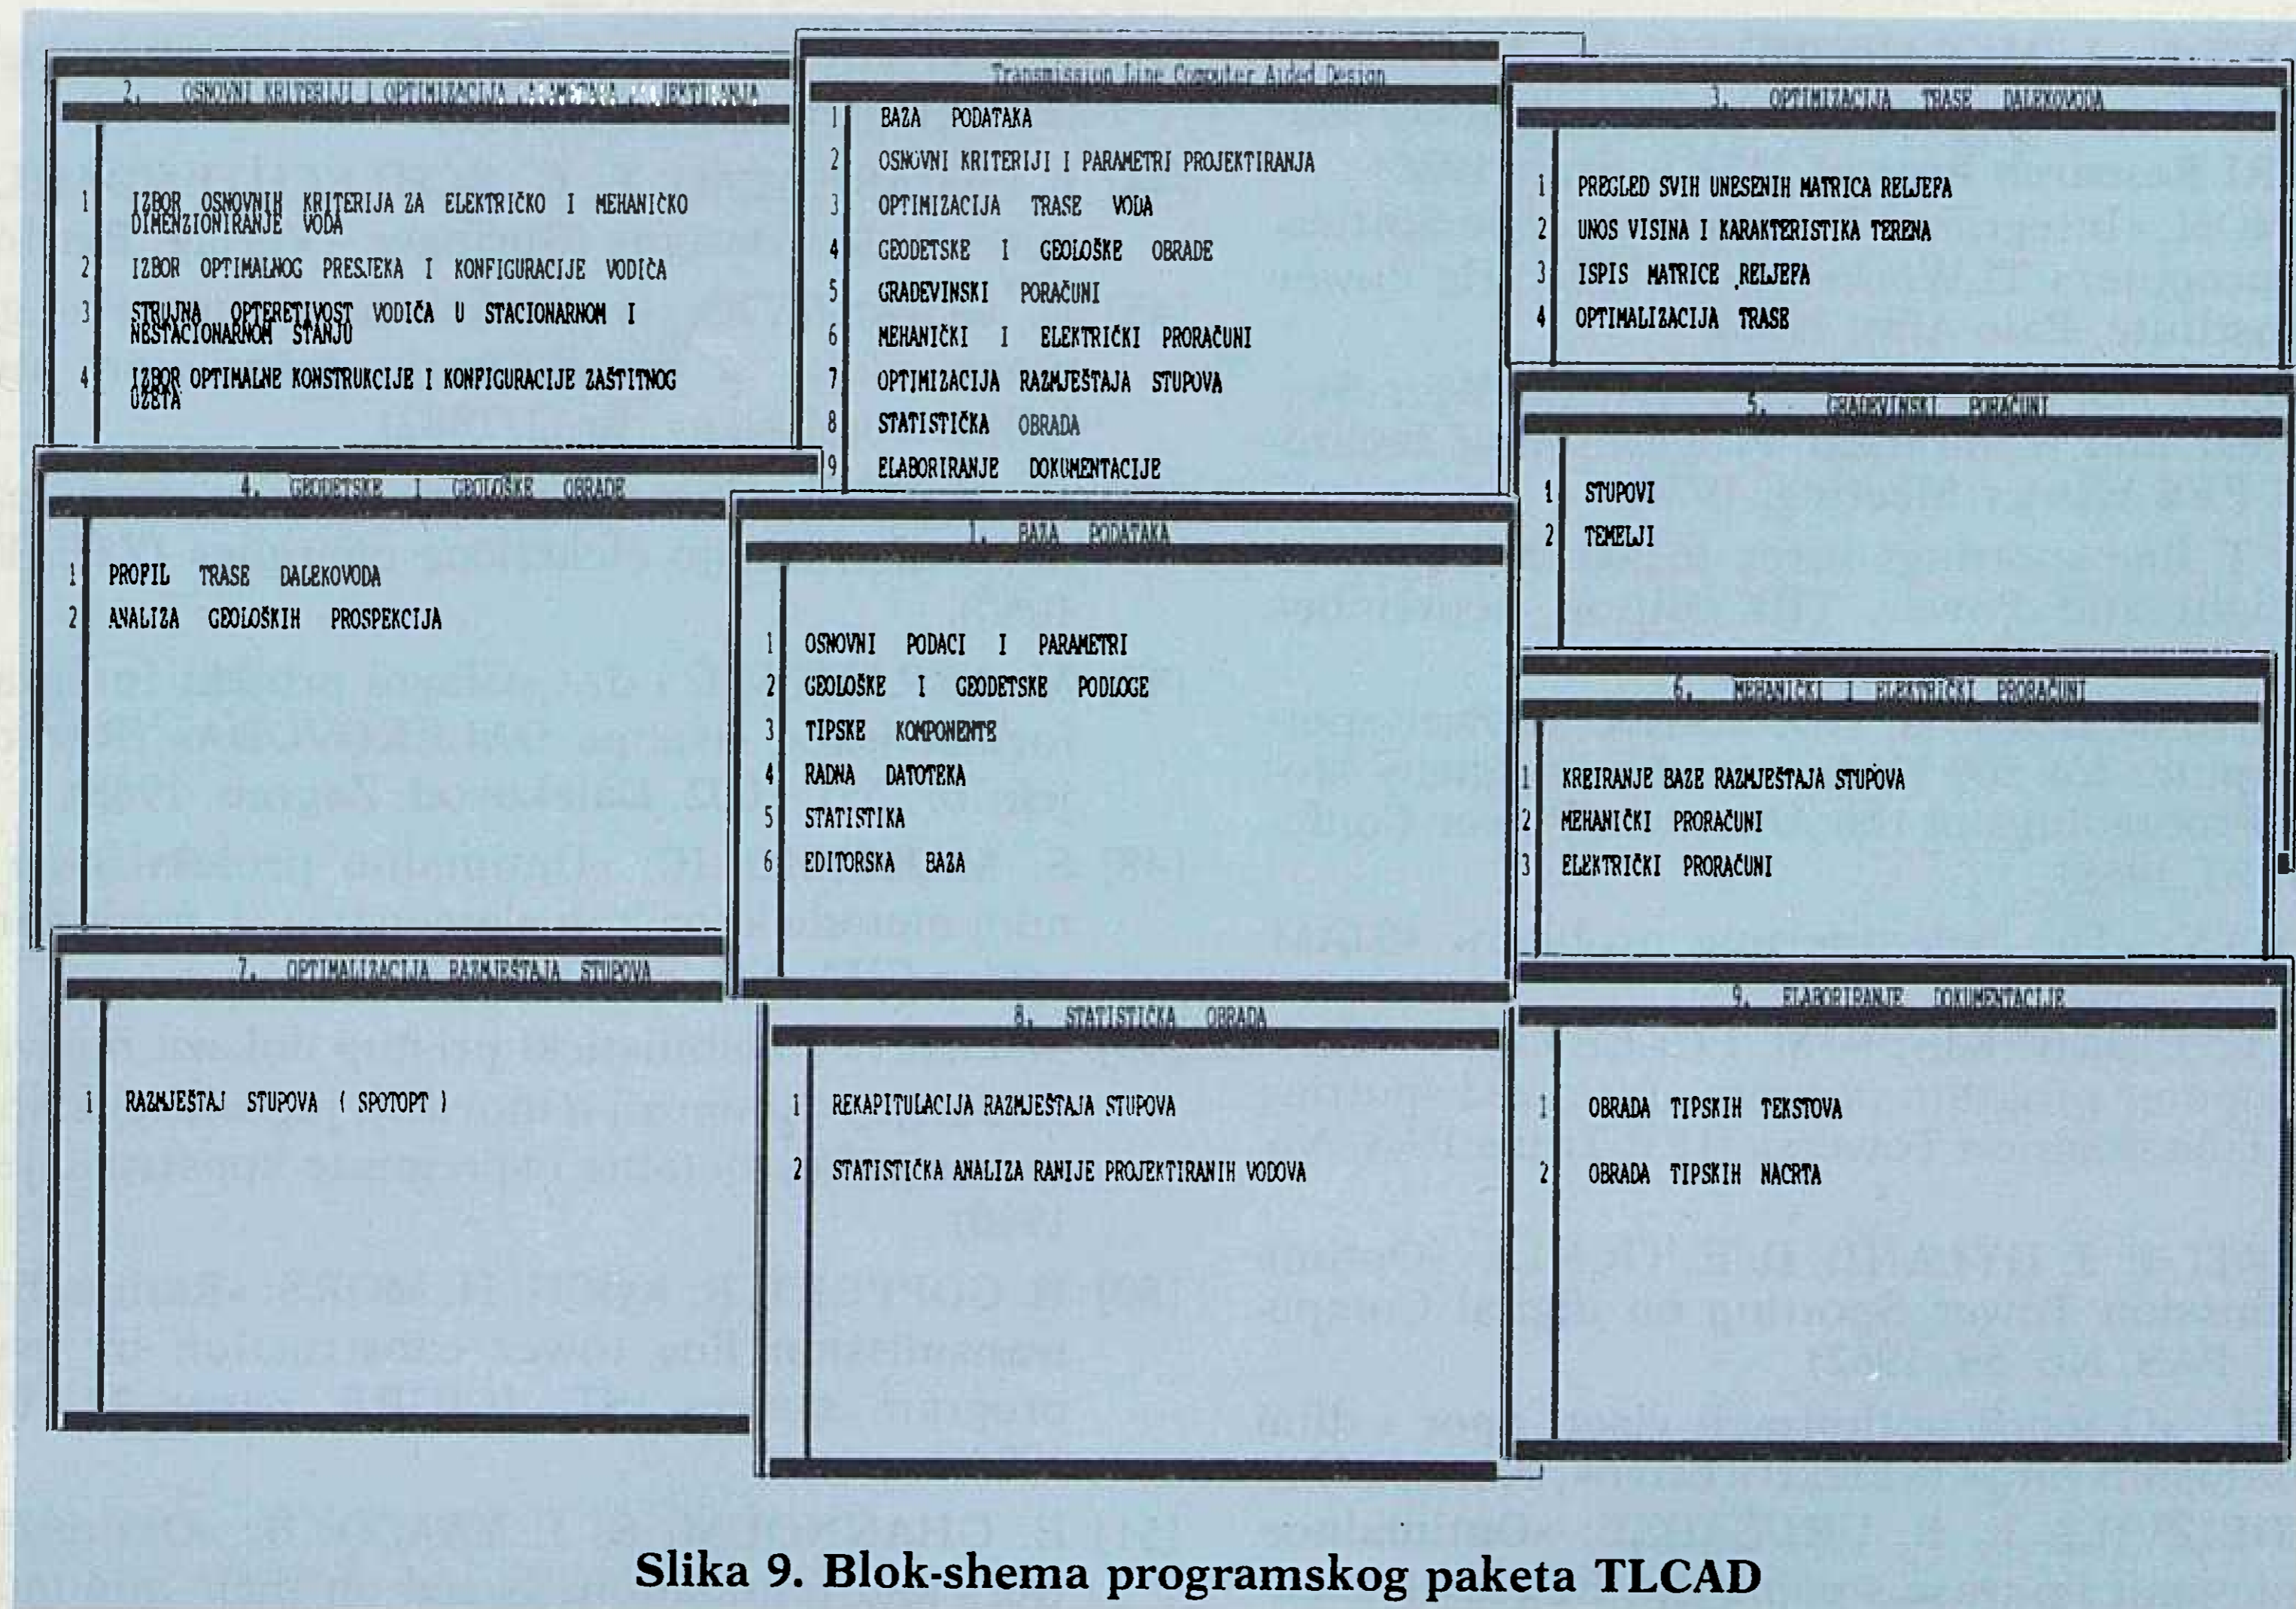 2. OSNOVNI KRITERIJI I OPTIMIZACIJA
1 IZBOR OSNOVNIH KRITERIJA ZA ELEKTRIČKO I MEHANIČKO
DIMENZIONIRANJE VODA
2 IZBOR OPTIMALNOG PRESJEKA I KONFIGURACIJE VODIČA
3 STRUJNA OPTERETIVOST VODIČA U STACIONARNOM I
NESTACIONARNOM STANJU
4 IZBOR OPTIMALNE KONSTRUKCIJE I KONFIGURACIJE ZAŠTITNOG
UŽETA
Transmission Line Computer Aided Design
1 BAZA PODATAKA
2 OSNOVNI KRITERIJI I PARAMETRI PROJEKTIRANJA
3 OPTIMIZACIJA TRASE VODA
4 GEODETSKE I GEOLOŠKE OBRADE
5 GRADEVINSKI PORAČUNI
6 MEHANIČKI I ELEKTRIČKI PRORAČUNI
7 OPTIMIZACIJA RAZMJEŠTAJA STUPOVA
8 STATISTIČKA OBRADA
9 ELABORIRANJE DOKUMENTACIJE
3. OPTIMIZACIJA TRASE DALEKOVODA
1 PREGLED SVIH UNESENIH MATRICA RELJEFA
2 UNOS VISINA I KARAKTERISTIKA TERENA
3 ISPIS MATRICE RELJEFA
4 OPTIMALIZACIJA TRASE
4. GEODETSKE I GEOLOŠKE OBRADE
1 PROFIL TRASE DALEKOVODA
2 ANALIZA GEOLOŠKIH PROSPEKCIJA
1. BAZA PODATAKA
1 OSNOVNI PODACI I PARAMETRI
2 GEOLOŠKE I GEODETSKE PODLOGE
3 TIPSKE KOMPONENTE
4 RADNA DATOTEKA
5 STATISTIKA
6 EDITORSKA BAZA
5. GRADEVINSKI PORAČUNI
1 STUPOVI
2 TEMELJI
6. MEHANIČKI I ELEKTRIČKI PRORAČUNI
1 KREIRANJE BAZE RAZMJEŠTAJA STUPOVA
2 MEHANIČKI PRORAČUNI
3 ELEKTRIČKI PRORAČUNI
7. OPTIMALIZACIJA RAZMJEŠTAJA STUPOVA
1 RAZMJEŠTAJ STUPOVA ( SPOTOPT )
8. STATISTIČKA OBRADA
1 REKAPITULACIJA RAZMJEŠTAJA STUPOVA
2 STATISTIČKA ANALIZA RANIJE PROJEKTIRANIH VODOVA
9. ELABORIRANJE DOKUMENTACIJE
1 OBRADA TIPSKIH TEKSTOVA
2 OBRADA TIPSKIH NACRTA
Slika 9. Blok-shema programskog paketa TLCAD